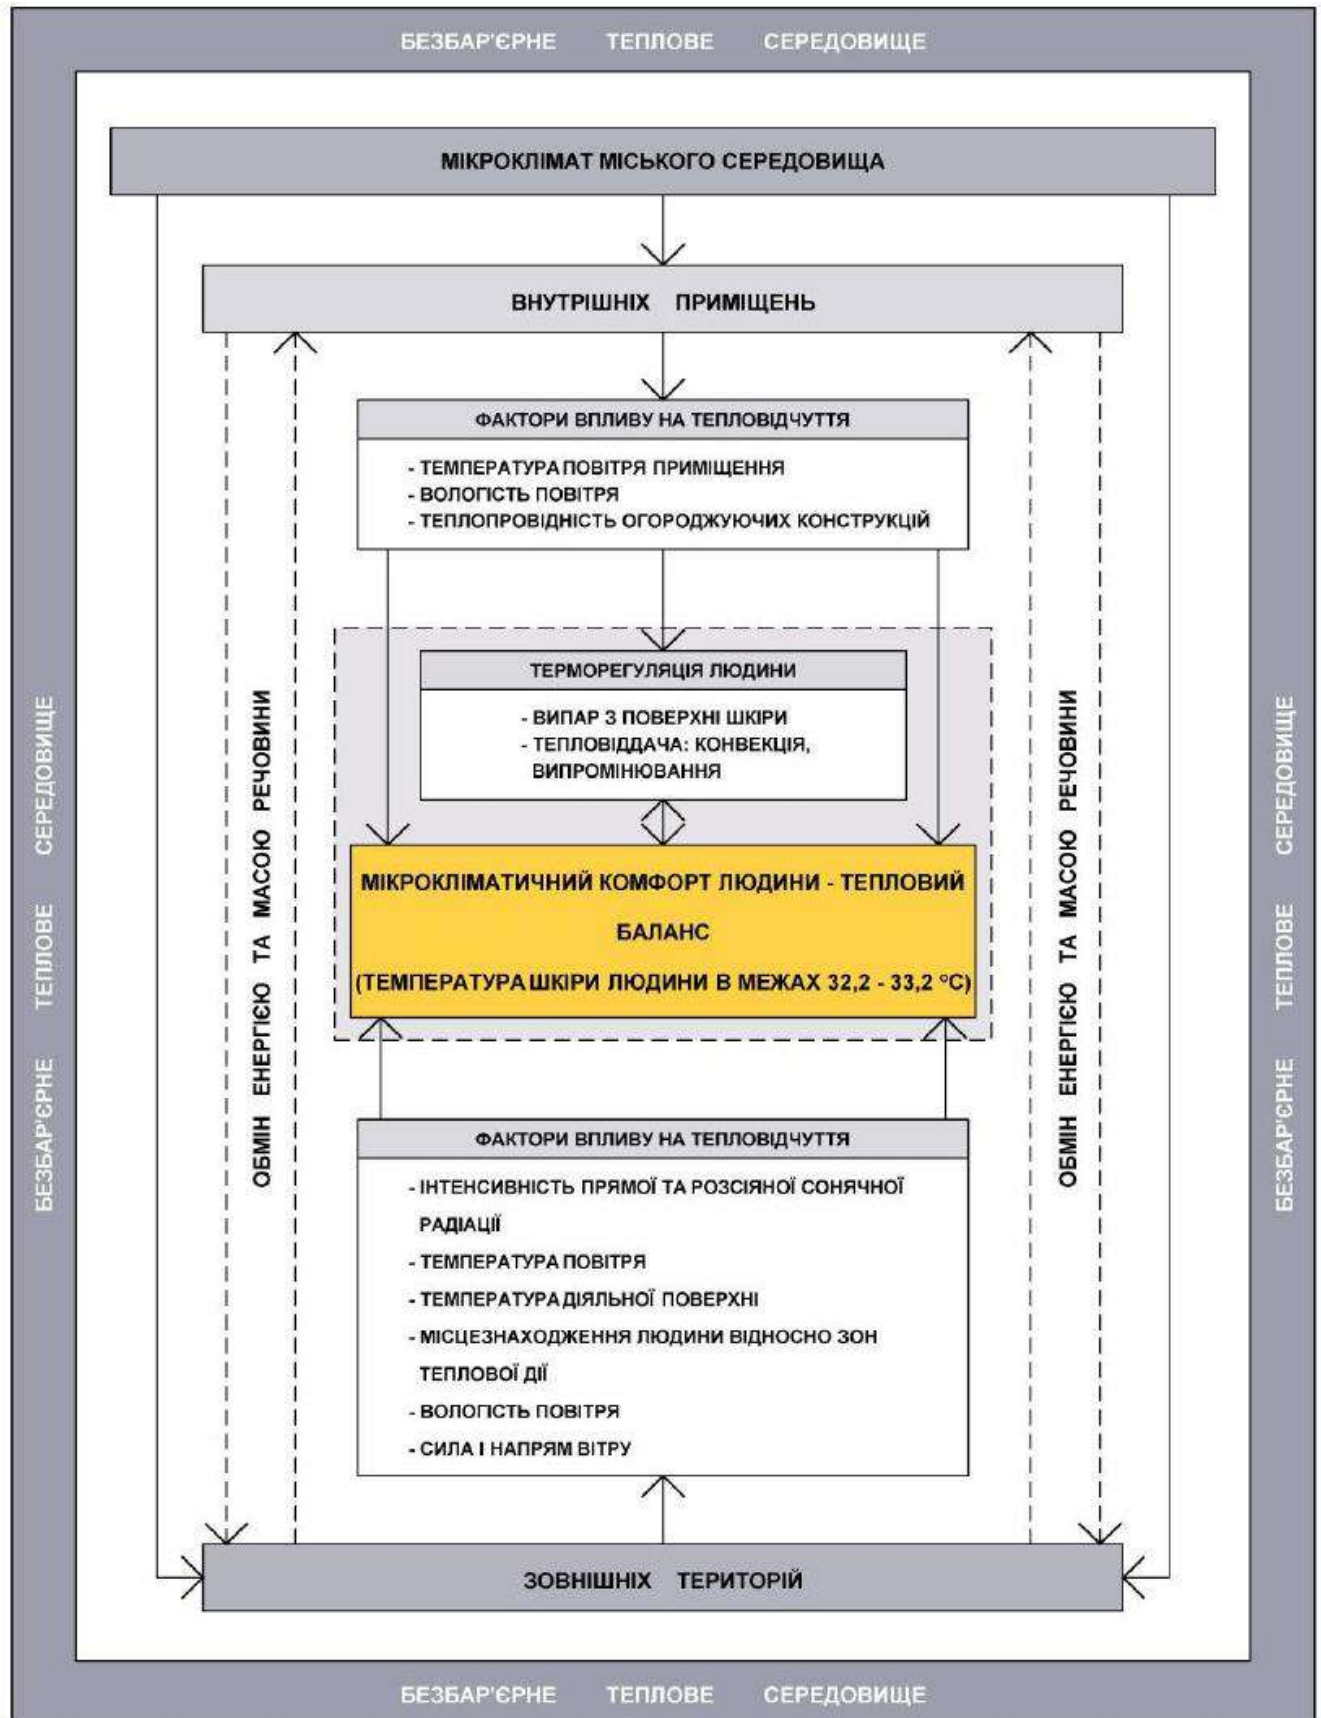 БЕЗБАР'ЄРНЕ ТЕПЛОВЕ СЕРЕДОВИЩЕ
МІКРОКЛІМАТ МІСЬКОГО СЕРЕДОВИЩА
ВНУТРІШНІХ ПРИМІЩЕНЬ
ФАКТОРИ ВПЛИВУ НА ТЕПЛОВІДЧУТТЯ
- ТЕМПЕРАТУРА ПОВІТРЯ ПРИМІЩЕННЯ
- ВОЛОГІСТЬ ПОВІТРЯ
- ТЕПЛОПРОВІДНІСТЬ ОГОРОДЖУЮЧИХ КОНСТРУКЦІЙ
ТЕРМОРЕГУЛЯЦІЯ ЛЮДИНИ
- ВИПАР З ПОВЕРХНІ ШКІРИ
- ТЕПЛОВІДДАЧА: КОНВЕКЦІЯ,
ВИПРОМІНЮВАННЯ
БЕЗБАР'ЄРНЕ ТЕПЛОВЕ СЕРЕДОВИЩЕ
ОБМІН ЕНЕРГІЄЮ ТА МАСОЮ РЕЧОВИНИ
МІКРОКЛІМАТИЧНИЙ КОМФОРТ ЛЮДИНИ - ТЕПЛОВИЙ
БАЛАНС
(ТЕМПЕРАТУРА ШКІРИ ЛЮДИНИ В МЕЖАХ 32,2 - 33,2 °С)
ОБМІН ЕНЕРГІЄЮ ТА МАСОЮ РЕЧОВИНИ
БЕЗБАР'ЄРНЕ ТЕПЛОВЕ СЕРЕДОВИЩЕ
ФАКТОРИ ВПЛИВУ НА ТЕПЛОВІДЧУТТЯ
- ІНТЕНСИВНІСТЬ ПРЯМОЇ ТА РОЗСІЯНОЇ СОНЯЧНОЇ
РАДІАЦІЇ
- ТЕМПЕРАТУРА ПОВІТРЯ
- ТЕМПЕРАТУРА ДІЯЛЬНОЇ ПОВЕРХНІ
- МІСЦЕЗНАХОДЖЕННЯ ЛЮДИНИ ВІДНОСНО ЗОН
ТЕПЛОВОЇ ДІЇ
- ВОЛОГІСТЬ ПОВІТРЯ
- СИЛА І НАПРЯМ ВІТРУ
ЗОВНІШНІХ ТЕРИТОРІЙ
БЕЗБАР'ЄРНЕ ТЕПЛОВЕ СЕРЕДОВИЩЕ